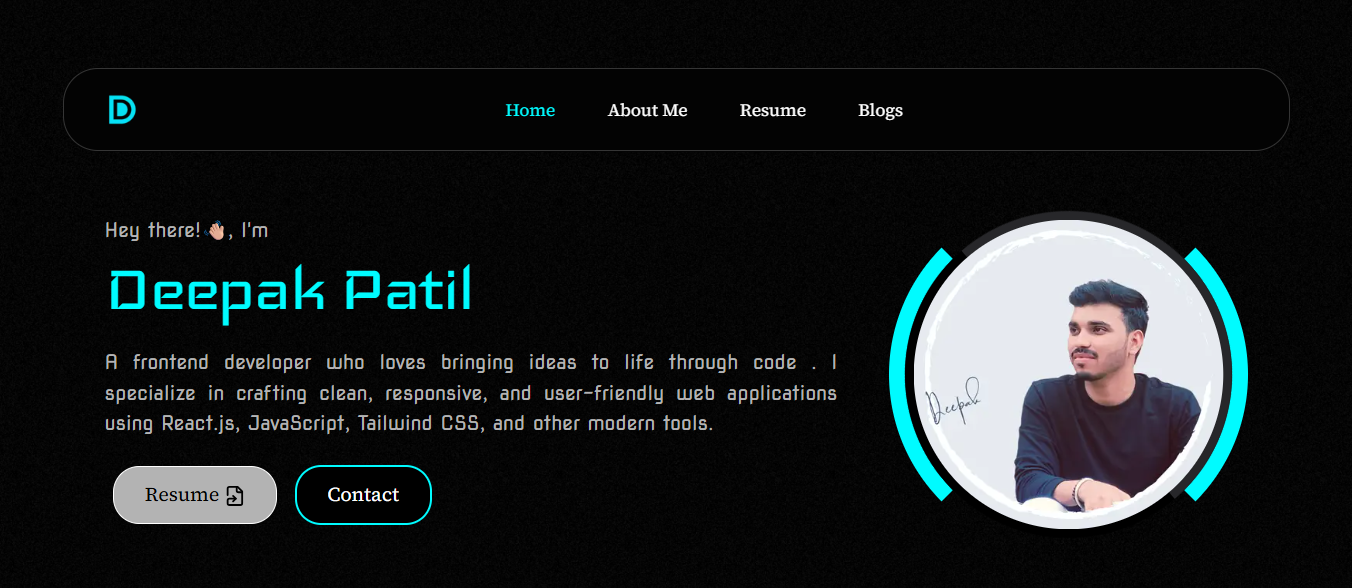 D
Home About Me Resume Blogs
Hey there!👋🏻, I'm
Deepak Patil
A frontend developer who loves bringing ideas to life through code . I
specialize in crafting clean, responsive, and user-friendly web applications
using React.js, JavaScript, Tailwind CSS, and other modern tools.
Deepak
Resume Contact